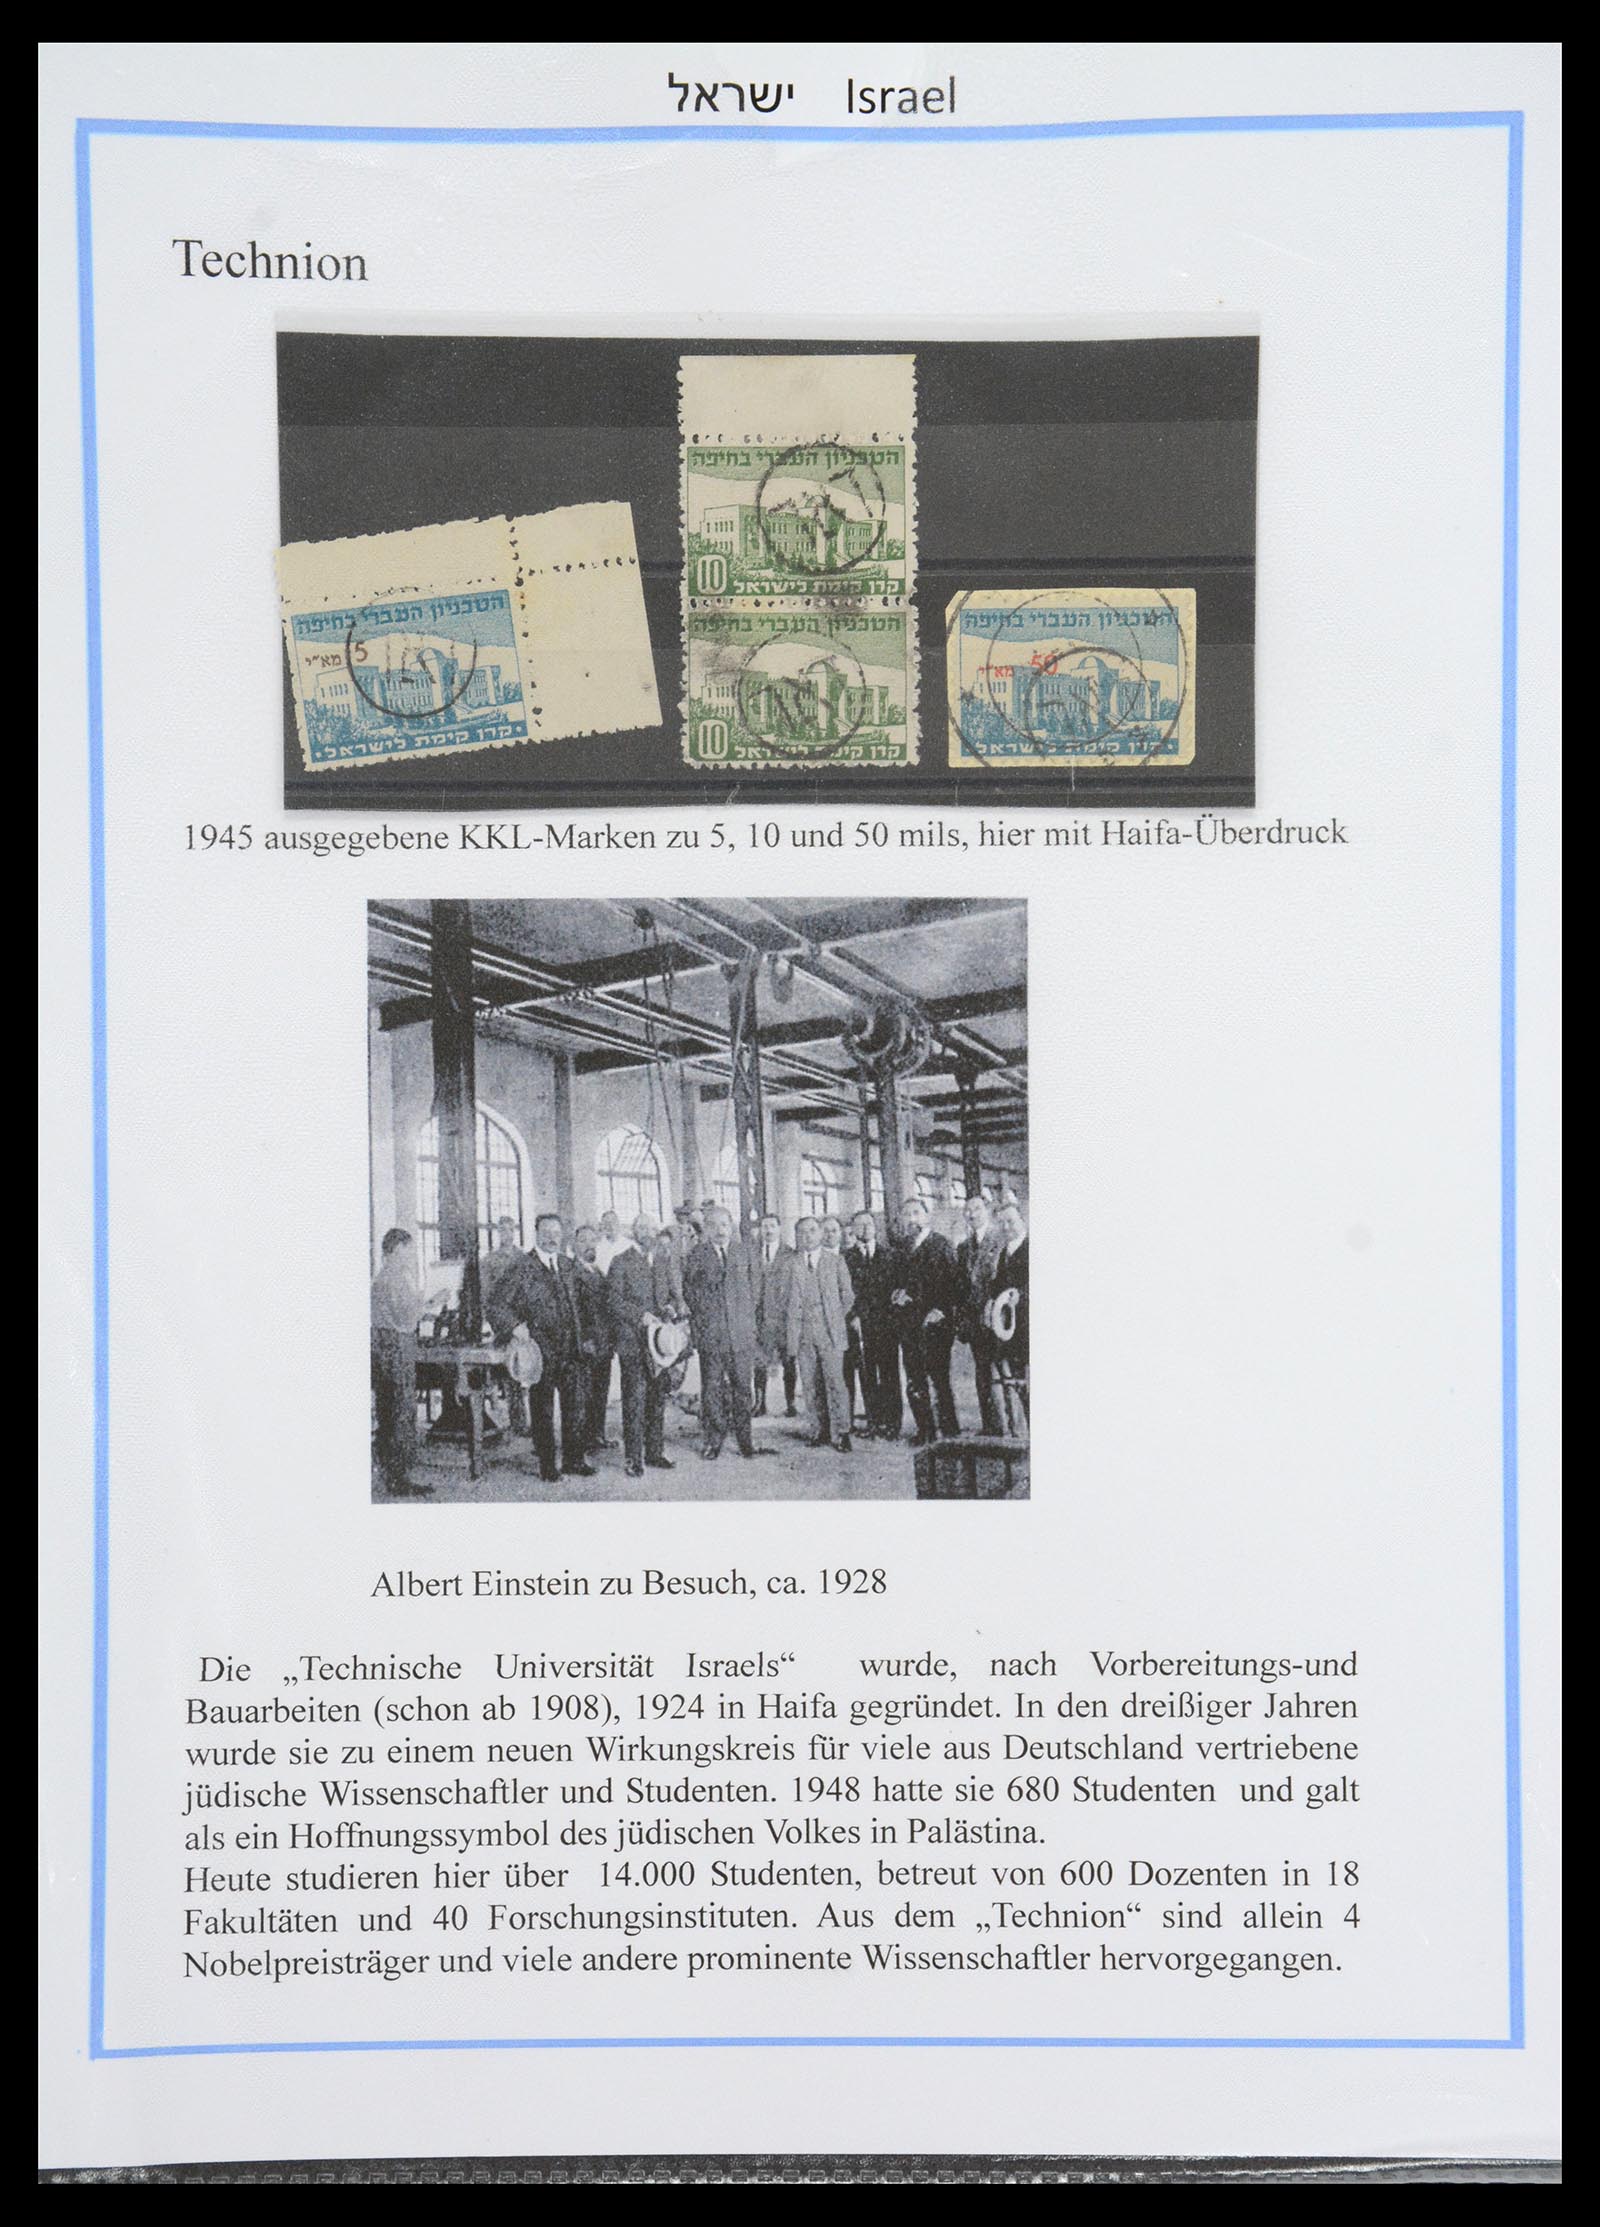 ישראל Israel
Technion
הטכניון העברי בחיפה
5 מא״י
קרן קימת לישראל
הטכניון העברי בחיפה
10 קרן קימת לישראל
הטכניון העברי בחיפה
10 קרן קימת לישראל
הטכניון העברי בחיפה
50 מא״י
קרן קימת לישראל
1945 ausgegebene KKL-Marken zu 5, 10 und 50 mils, hier mit Haifa-Überdruck
Albert Einstein zu Besuch, ca. 1928
Die „Technische Universität Israels“ wurde, nach Vorbereitungs-und
Bauarbeiten (schon ab 1908), 1924 in Haifa gegründet. In den dreißiger Jahren
wurde sie zu einem neuen Wirkungskreis für viele aus Deutschland vertriebene
jüdische Wissenschaftler und Studenten. 1948 hatte sie 680 Studenten und galt
als ein Hoffnungssymbol des jüdischen Volkes in Palästina.
Heute studieren hier über 14.000 Studenten, betreut von 600 Dozenten in 18
Fakultäten und 40 Forschungsinstituten. Aus dem „Technion“ sind allein 4
Nobelpreisträger und viele andere prominente Wissenschaftler hervorgegangen.